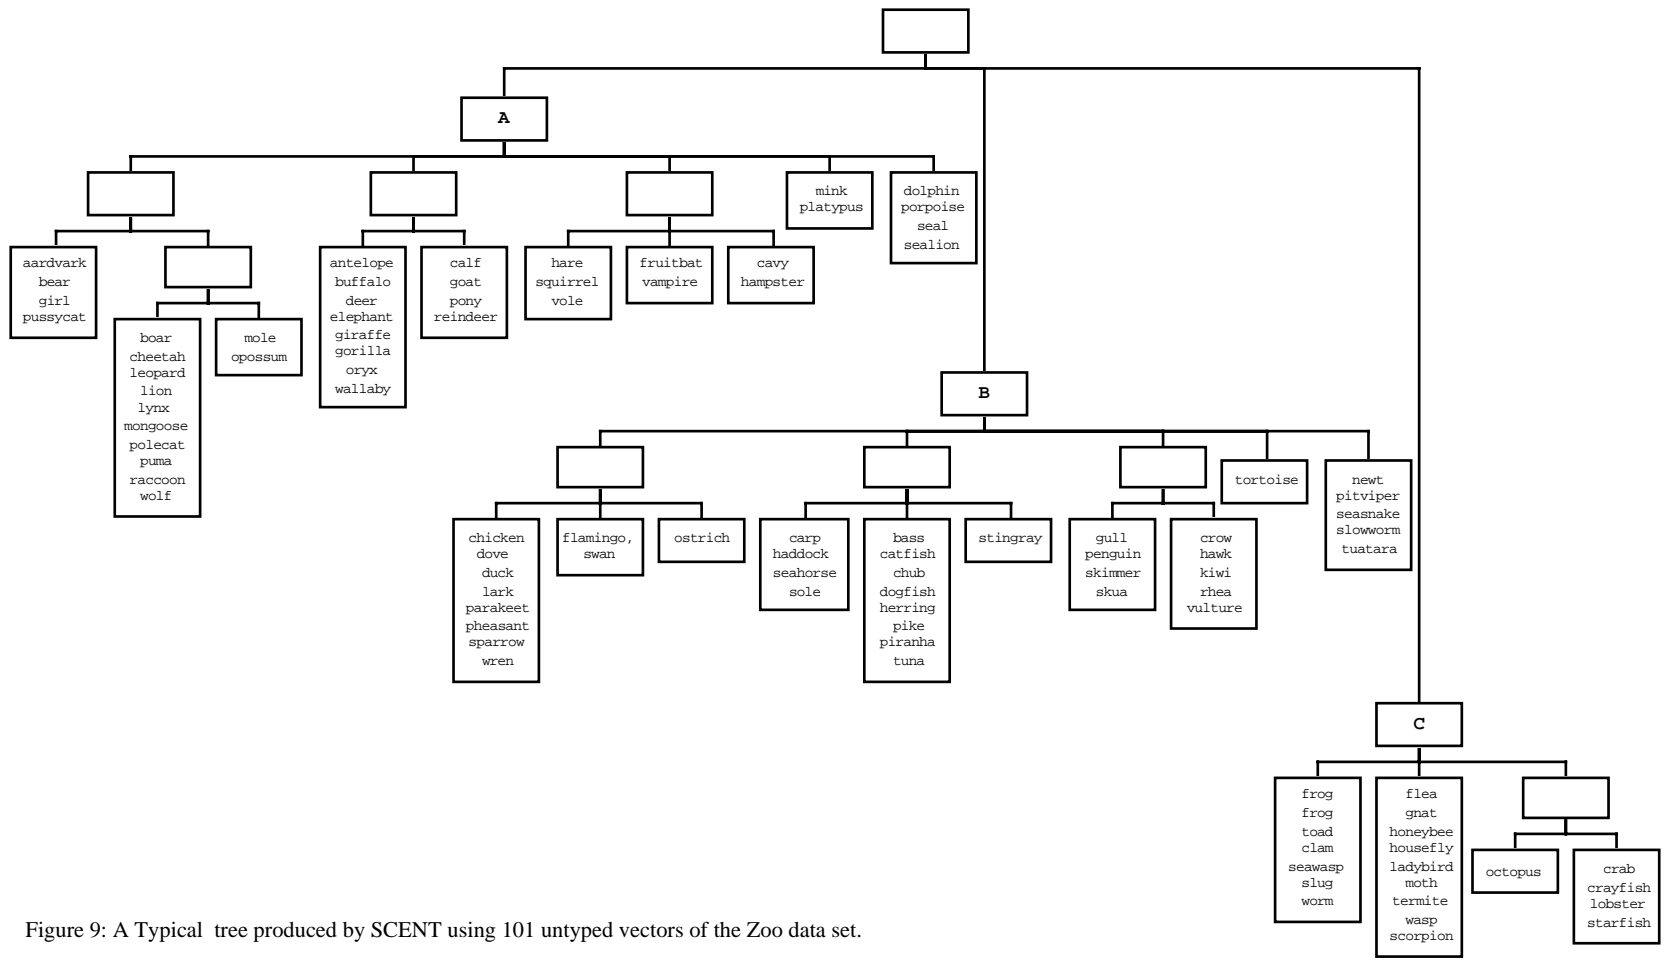 A
mink
platypus
dolphin
porpoise
seal
sealion
aardvark
bear
girl
pussycat
antelope
buffalo
deer
elephant
giraffe
gorilla
oryx
wallaby
calf
goat
pony
reindeer
hare
squirrel
vole
fruitbat
vampire
cavy
hampster
boar
cheetah
leopard
lion
lynx
mongoose
polecat
puma
raccoon
wolf
mole
opossum
B
tortoise
newt
pitviper
seasnake
slowworm
tuatara
chicken
dove
duck
lark
parakeet
pheasant
sparrow
wren
flamingo,
swan
ostrich
carp
haddock
seahorse
sole
bass
catfish
chub
dogfish
herring
pike
piranha
tuna
stingray
gull
penguin
skimmer
skua
crow
hawk
kiwi
rhea
vulture
C
frog
frog
toad
clam
seawasp
slug
worm
flea
gnat
honeybee
housefly
ladybird
moth
termite
wasp
scorpion
octopus
crab
crayfish
lobster
starfish
Figure 9: A Typical tree produced by SCENT using 101 untyped vectors of the Zoo data set.